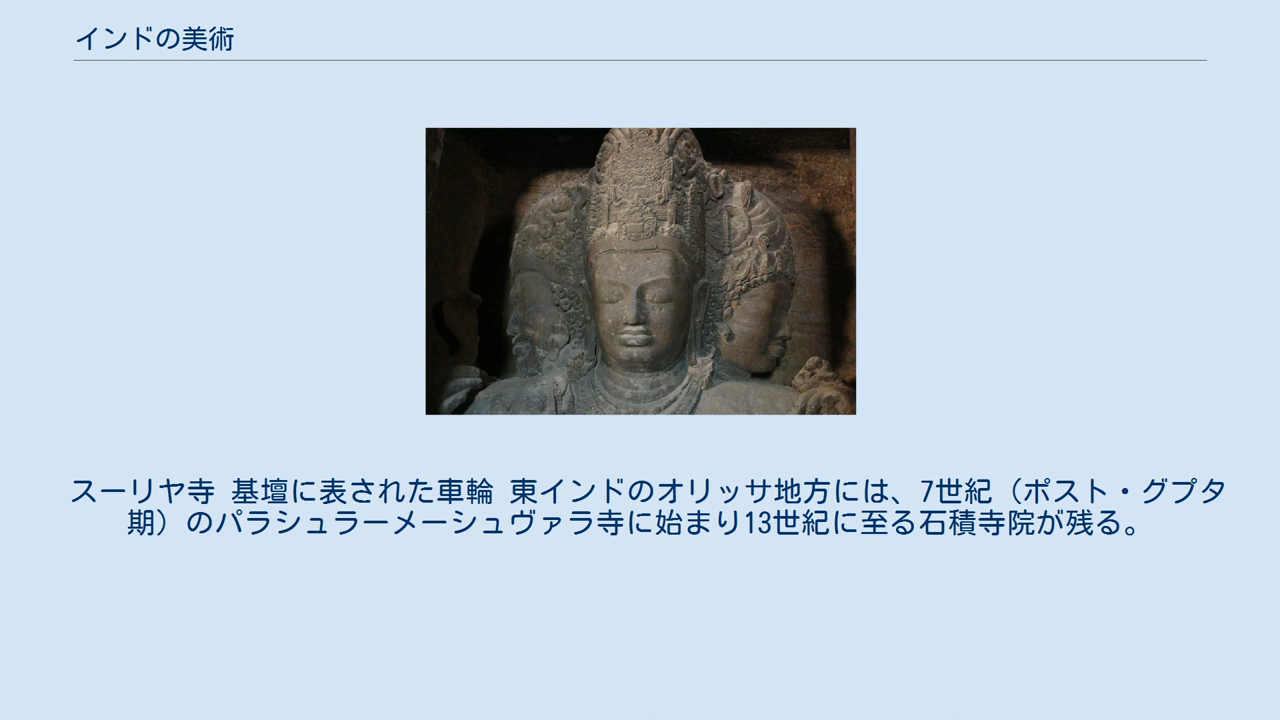 インドの美術
スーリヤ寺 基壇に表された車輪 東インドのオリッサ地方には、7世紀（ポスト・グプタ
期）のパラシュラーメーシュヴァラ寺に始まり13世紀に至る石積寺院が残る。